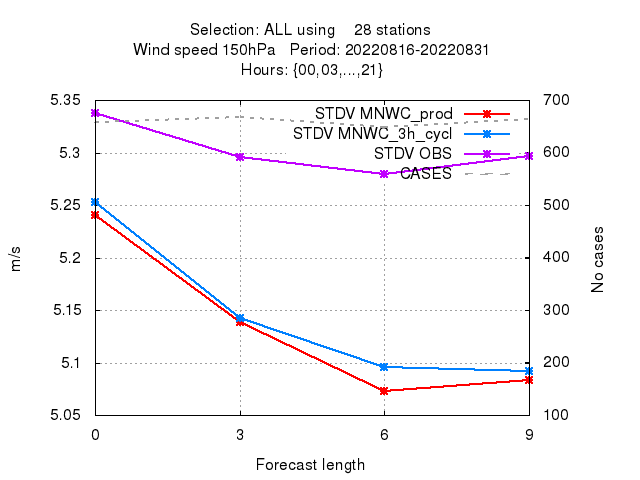 Selection: ALL using    28 stations
Wind speed 150hPa   Period: 20220816-20220831
Hours: {00,03,...,21}
5.35
5.3
5.25
5.2
5.15
5.1
5.05
700
600
500
400
300
200
100
STDV MNWC_prod
STDV MNWC_3h_cycl
STDV OBS
CASES
m/s
No cases
0
3
6
9
Forecast length